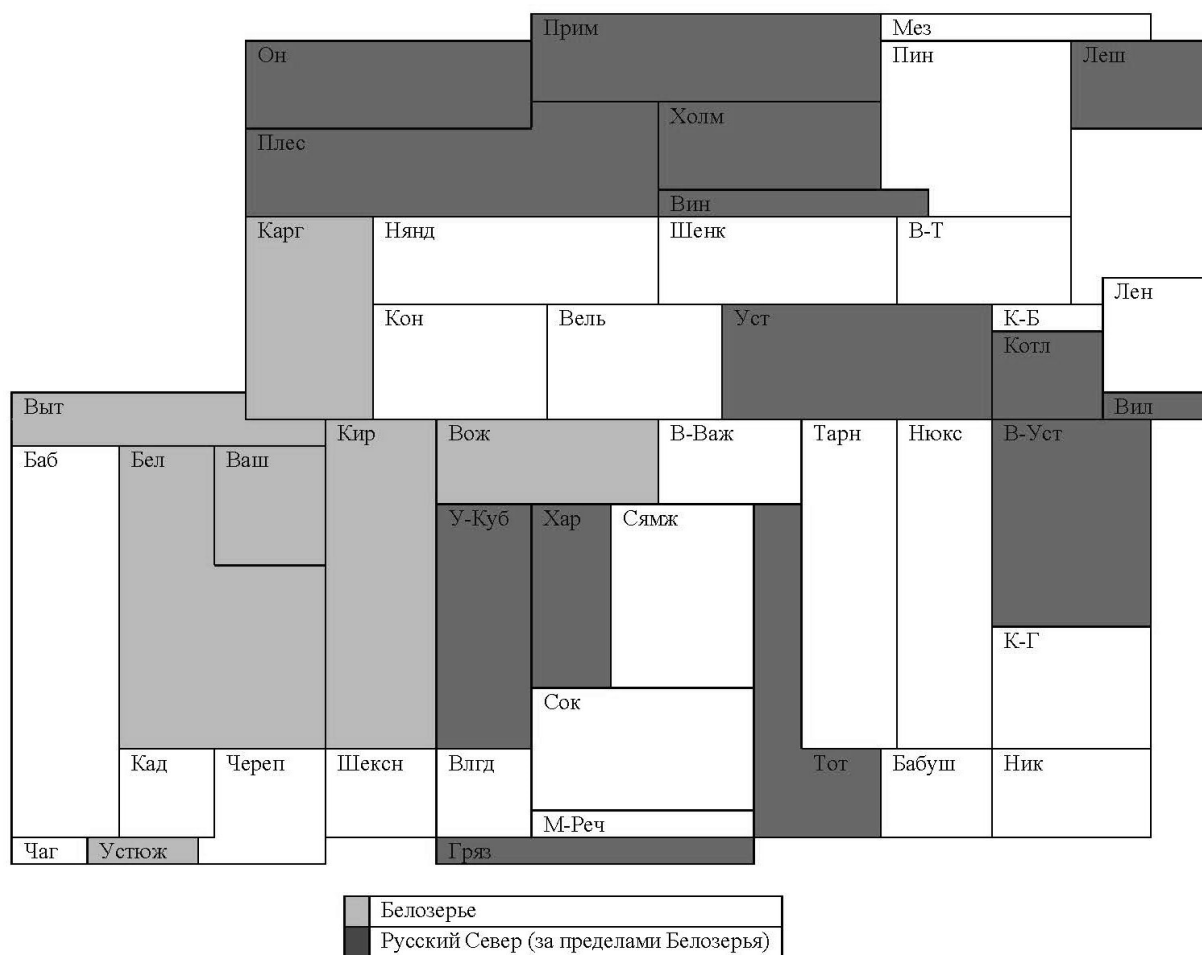 Прим
Мез
Он
Пин
Леш
Плес
Холм
Вин
Карг
Нянд
Шенк
В-Т
Лен
Кон
Вель
Уст
К-Б
Котл
Выт
Вил
Кир
Вож
В-Важ
Тарн
Нюкс
В-Уст
Баб
Бел
Ваш
У-Куб
Хар
Сямж
К-Г
Сок
Кад
Череп
Шексн
Влгд
Тот
Бабуш
Ник
М-Реч
Чаг
Устюж
Гряз
Белозерье
Русский Север (за пределами Белозерья)